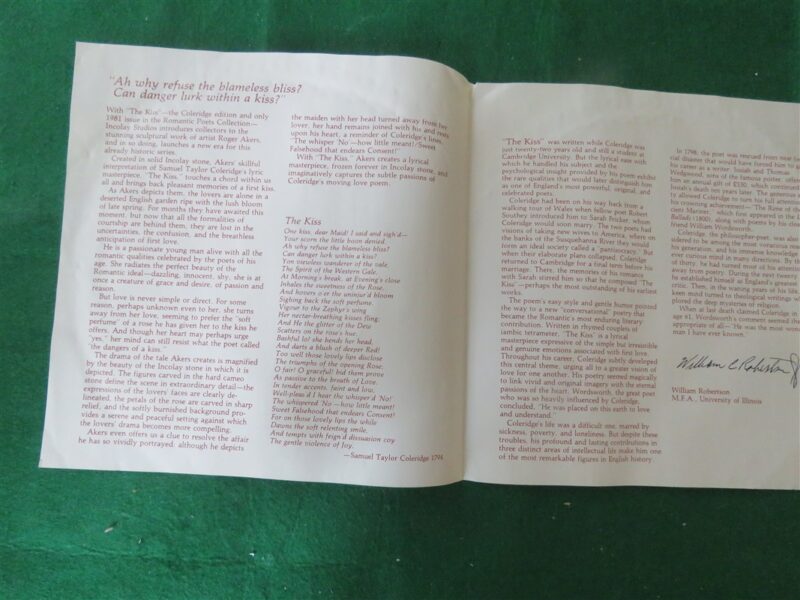 "Ah why refuse the blameless bliss?
Can danger lurk within a kiss?"
With "The Kiss"—the Coleridge edition and only
1981 issue in the Romantic Poets Collection—
Incolay Studios introduces collectors to the
stunning sculptural work of artist Roger Akers,
and in so doing, launches a new era for this
already historic series.
Created in solid Incolay stone, Akers' skillful
interpretation of Samuel Taylor Coleridge's lyric
masterpiece, "The Kiss," touches a chord within us
all and brings back pleasant memories of a first kiss.
As Akers depicts them, the lovers are alone in a
deserted English garden ripe with the lush bloom
of late spring. For months they have awaited this
moment, but now that all the formalities of
courtship are behind them, they are lost in the
uncertainties, the confusion, and the breathless
anticipation of first love.
He is a passionate young man alive with all the
romantic qualities celebrated by the poets of his
age. She radiates the perfect beauty of the
Romantic ideal—dazzling, innocent, shy, she is at
once a creature of grace and desire, of passion and
reason.
But love is never simple or direct. For some
reason, perhaps unknown even to her, she turns
away from her love, seeming to prefer the "soft
perfume" of a rose he has given her to the kiss he
offers. And though her heart may perhaps urge
"yes," her mind can still resist what the poet called
"the dangers of a kiss."
The drama of the tale Akers creates is magnified
by the beauty of the Incolay stone in which it is
depicted. The figures carved in the hard cameo
stone define the scene in extraordinary detail—the
expressions of the lovers' faces are clearly de-
lineated, the petals of the rose are carved in sharp
relief; and the softly burnished background pro-
vides a serene and peaceful setting against which
the lovers' drama becomes more compelling.
Akers even offers us a clue to resolve the affair
he has so vividly portrayed: although he depicts
the maiden with her head turned away from her
lover, her hand remains joined with his and rests
upon his heart, a reminder of Coleridge's lines,
"The whisper 'No'—how little meant!/Sweet
Falsehood that endears Consent!"
With "The Kiss," Akers creates a lyrical
masterpiece, frozen forever in Incolay stone, and
imaginatively captures the subtle passions of
Coleridge's moving love poem.
The Kiss
One kiss, dear Maid! I said and sigh'd—
Your scorn the little boon denied.
Ah why refuse the blameless bliss?
Can danger lurk within a kiss?
Yon viewless wanderer of the vale,
The Spirit of the Western Gale,
At Morning's break, at Evening's close
Inhales the sweetness of the Rose,
And hovers o'er the uninjur'd bloom
Sighing back the soft perfume.
Vigour to the Zephyr's wing
Her nectar-breathing kisses fling;
And He the glitter of the Dew
Scatters on the rose's hue.
Bashful lo! she bends her head,
And darts a blush of deeper Red!
Too well those lovely lips disclose
The triumphs of the opening Rose;
O fair! O graceful! bid them prove
As passive to the breath of Love.
In tender accents, faint and low,
Well-pleas'd I hear the whisper'd 'No!'
The whispered 'No—how little meant!
Sweet Falsehood that endears Consent!
For on those lovely lips the while
Dawns the soft relenting smile,
And tempts with feign'd dissuasion coy
The gentle violence of Joy.
—Samuel Taylor Coleridge 1794
"The Kiss" was written while Coleridge was
just twenty-two years old and still a student at
Cambridge University. But the lyrical ease with
which he handled his subject and the
psychological insight provided by his poem exhibit
the rare qualities that would later distinguish him
as one of England's most powerful, original, and
celebrated poets.
Coleridge had been on his way back from a
walking tour of Wales when fellow poet Robert
Southey introduced him to Sarah Fricker, whom
Coleridge would soon marry. The two poets had
visions of taking new wives to America, where on
the banks of the Susquehanna River they would
form an ideal society called a "pantisocracy." But
when their elaborate plans collapsed, Coleridge
returned to Cambridge for a final term before his
marriage. There, the memories of his romance
with Sarah stirred him so that he composed "The
Kiss"—perhaps the most outstanding of his earliest
works.
The poem's easy style and gentle humor pointed
the way to a new "conversational" poetry that
became the Romantic's most enduring literary
contribution. Written in rhymed couplets of
iambic tetrameter, "The Kiss" is a lyrical
masterpiece expressive of the small but irresistible
and genuine emotions associated with first love.
Throughout his career, Coleridge subtly developed
this central theme, urging all to a greater vision of
love for one another. His poetry seemed magically
to link vivid and original imagery with the eternal
passions of the heart. Wordsworth, the great poet
who was so heavily influenced by Coleridge,
concluded, "He was placed on this earth to love
and understand."
Coleridge's life was a difficult one, marred by
sickness, poverty, and loneliness. But despite these
troubles, his profound and lasting contributions in
three distinct areas of intellectual life make him one
of the most remarkable figures in English history.
In 1798, the poet was rescued from near
cial disaster that would have forced him to
his career as a writer. Josiah and Thomas
Wedgwood, sons of the famous potter, offered
him an annual gift of £150, which continued
Josiah's death ten years later. The annuity
ly allowed Coleridge to turn his full attention
his crowning achievement—"The Rime of the
cient Mariner," which first appeared in the
Ballads (1800), along with poems by his close
friend William Wordsworth.
Coleridge, the philosopher-poet, was also
sidered to be among the most voracious readers
his generation, and his immense knowledge
ever curious mind in many directions. By the
of thirty, he had turned most of his attention
away from poetry. During the next twenty
he established himself as England's greatest
critic. Then, in the waning years of his life,
keen mind turned to theological writings which
plored the deep mysteries of religion.
When at last death claimed Coleridge in
age 61, Wordsworth's comment seemed the
appropriate of all—"He was the most
man I have ever known."
William C Robertson
William Robertson
M.F.A., University of Illinois